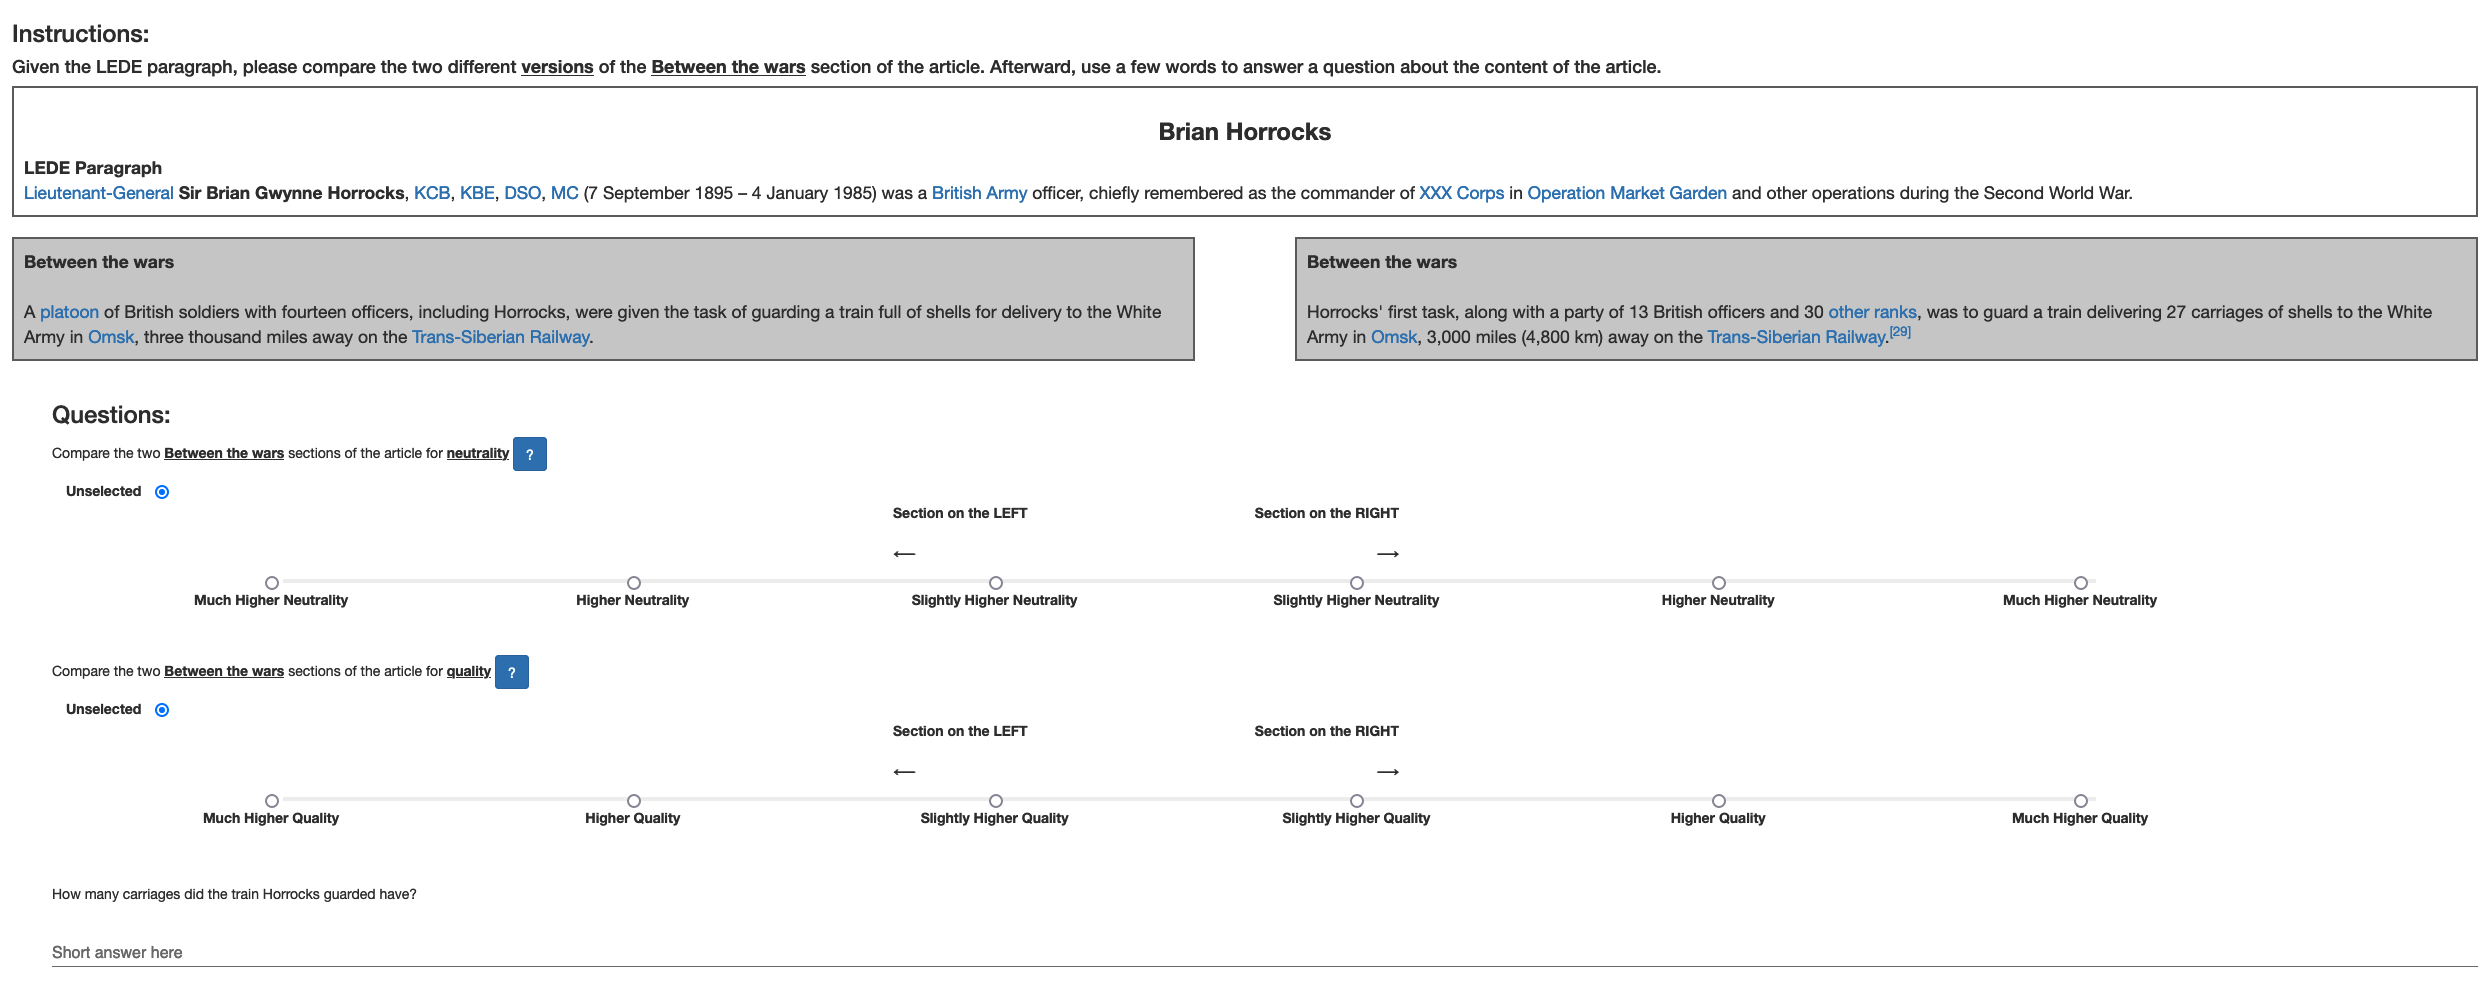 Instructions:
Given the LEDE paragraph, please compare the two different versions of the Between the wars section of the article. Afterward, use a few words to answer a question about the content of the article.
Brian Horrocks
LEDE Paragraph
Lieutenant-General Sir Brian Gwynne Horrocks, KCB, KBE, DSO, MC (7 September 1895 – 4 January 1985) was a British Army officer, chiefly remembered as the commander of XXX Corps in Operation Market Garden and other operations during the Second World War.
Between the wars
A platoon of British soldiers with fourteen officers, including Horrocks, were given the task of guarding a train full of shells for delivery to the White
Army in Omsk, three thousand miles away on the Trans-Siberian Railway.
Between the wars
Horrocks' first task, along with a party of 13 British officers and 30 other ranks, was to guard a train delivering 27 carriages of shells to the White
Army in Omsk, 3,000 miles (4,800 km) away on the Trans-Siberian Railway.[29]
Questions:
Compare the two Between the wars sections of the article for neutrality ?
Unselected
Section on the LEFT Section on the RIGHT
← →
Much Higher Neutrality Higher Neutrality Slightly Higher Neutrality Slightly Higher Neutrality Higher Neutrality Much Higher Neutrality
Compare the two Between the wars sections of the article for quality ?
Unselected
Section on the LEFT Section on the RIGHT
← →
Much Higher Quality Higher Quality Slightly Higher Quality Slightly Higher Quality Higher Quality Much Higher Quality
How many carriages did the train Horrocks guarded have?
Short answer here